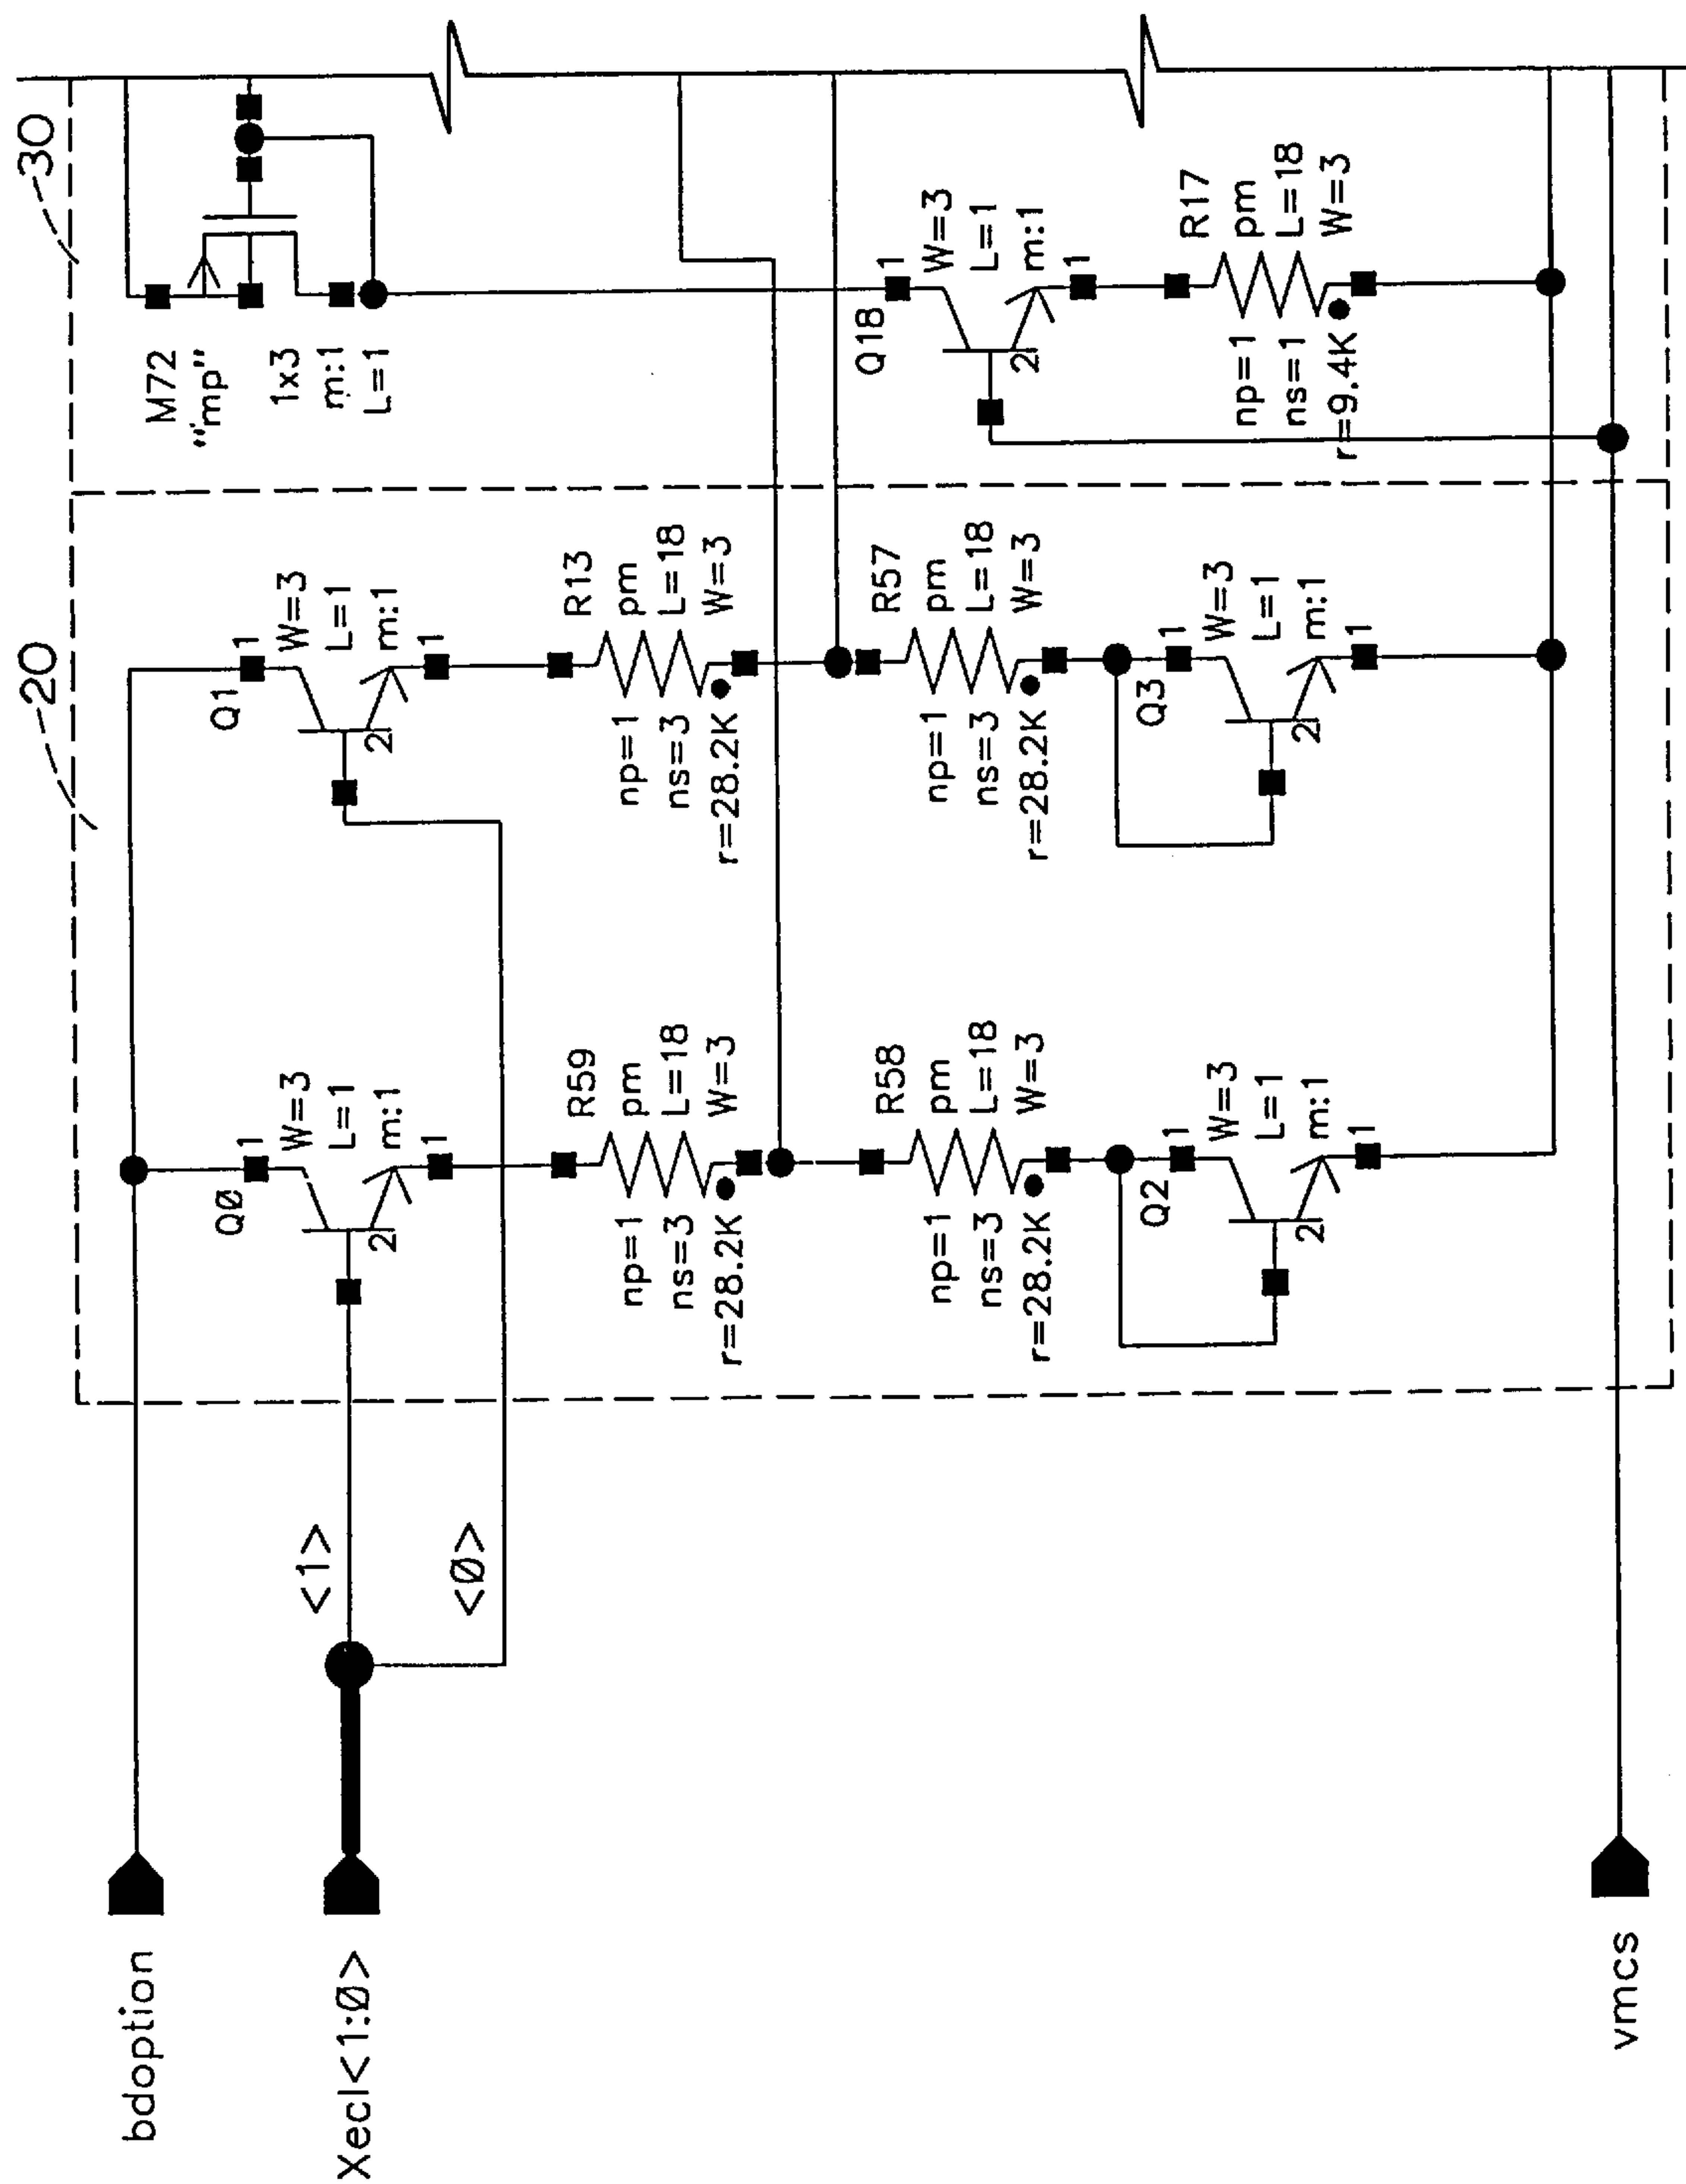 bdoption
Xecl<1:0>
vmcs
<1>
<0>
20
30
Q0
1
W=3
L=1
m:1
2
1
R59
pm
L=18
W=3
np=1
ns=3
r=28.2K
R58
pm
L=18
W=3
np=1
ns=3
r=28.2K
Q2
1
W=3
L=1
m:1
2
1
Q1
1
W=3
L=1
m:1
2
1
R13
pm
L=18
W=3
np=1
ns=3
r=28.2K
R57
pm
L=18
W=3
np=1
ns=3
r=28.2K
Q3
1
W=3
L=1
m:1
2
1
M72
"mp"
1x3
m:1
L=1
Q18
1
W=3
L=1
m:1
2
1
R17
pm
L=18
W=3
np=1
ns=1
r=9.4K